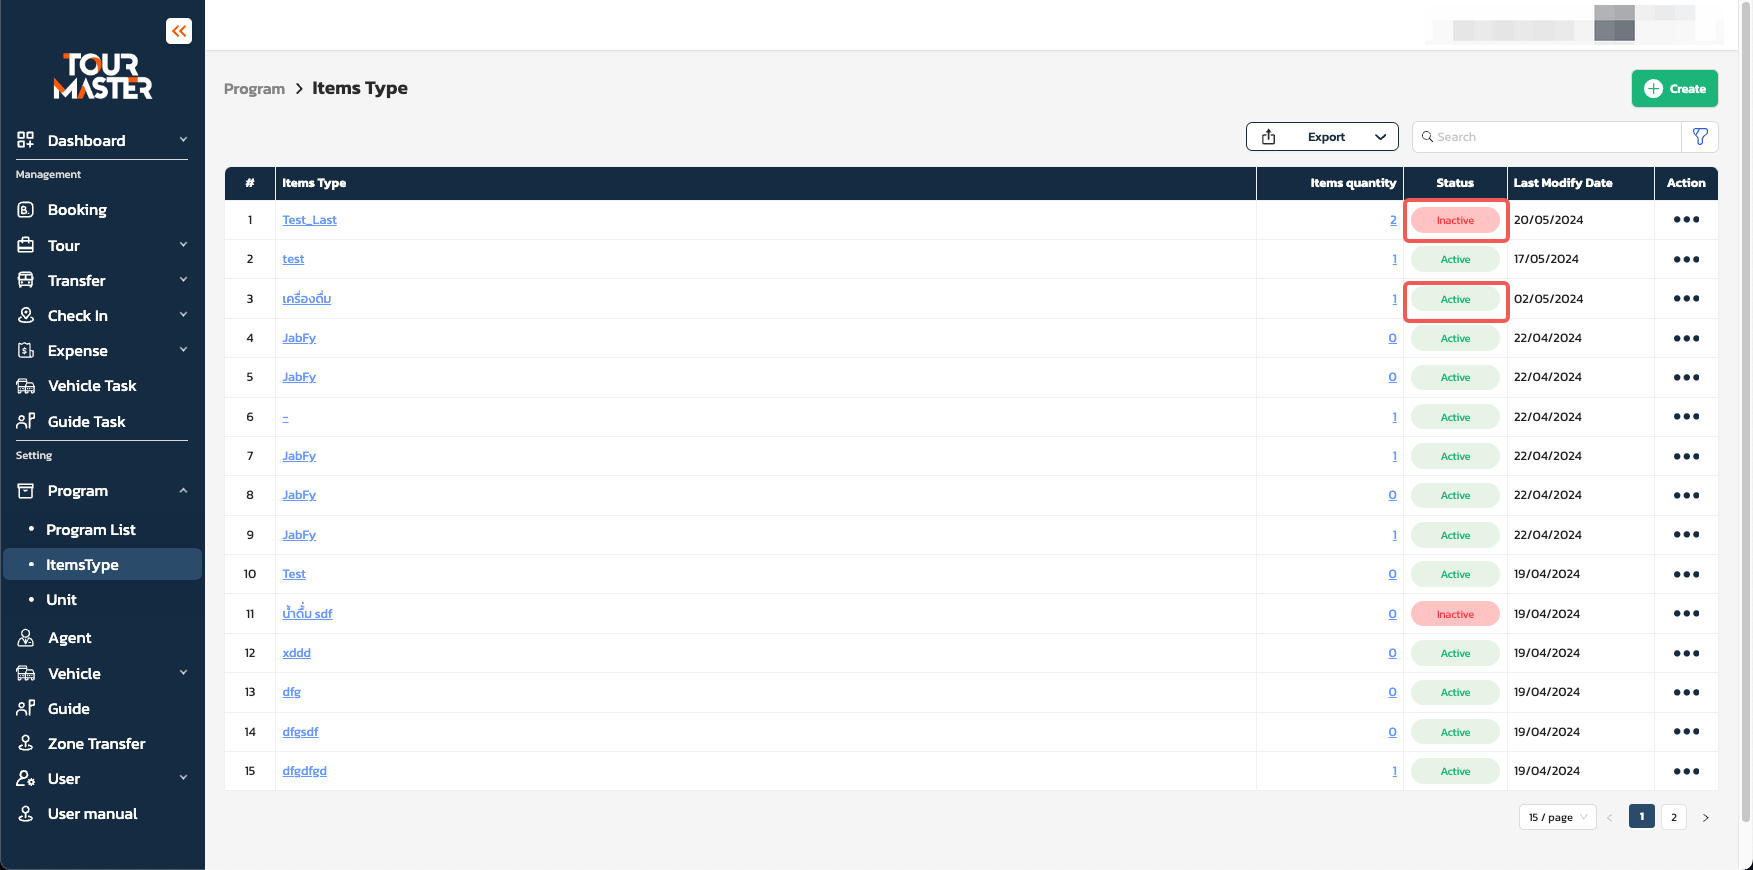 TOUR
MASTER
Dashboard
Management
Booking
Tour
Transfer
Check In
Expense
Vehicle Task
Guide Task
Setting
Program
• Program List
• ItemsType
• Unit
Agent
Vehicle
Guide
Zone Transfer
User
User manual
Program > Items Type
Create
Export
Search
# Items Type Items quantity Status Last Modify Date Action
1 Test_Last 2 Inactive 20/05/2024 •••
2 test 1 Active 17/05/2024 •••
3 เครื่องดื่ม 1 Active 02/05/2024 •••
4 JabFy 0 Active 22/04/2024 •••
5 JabFy 0 Active 22/04/2024 •••
6 - 1 Active 22/04/2024 •••
7 JabFy 1 Active 22/04/2024 •••
8 JabFy 0 Active 22/04/2024 •••
9 JabFy 1 Active 22/04/2024 •••
10 Test 0 Active 19/04/2024 •••
11 น้ำดื่ม sdf 0 Inactive 19/04/2024 •••
12 xddd 0 Active 19/04/2024 •••
13 dfg 0 Active 19/04/2024 •••
14 dfgsdf 0 Active 19/04/2024 •••
15 dfgdfgd 1 Active 19/04/2024 •••
15 / page < 1 2 >